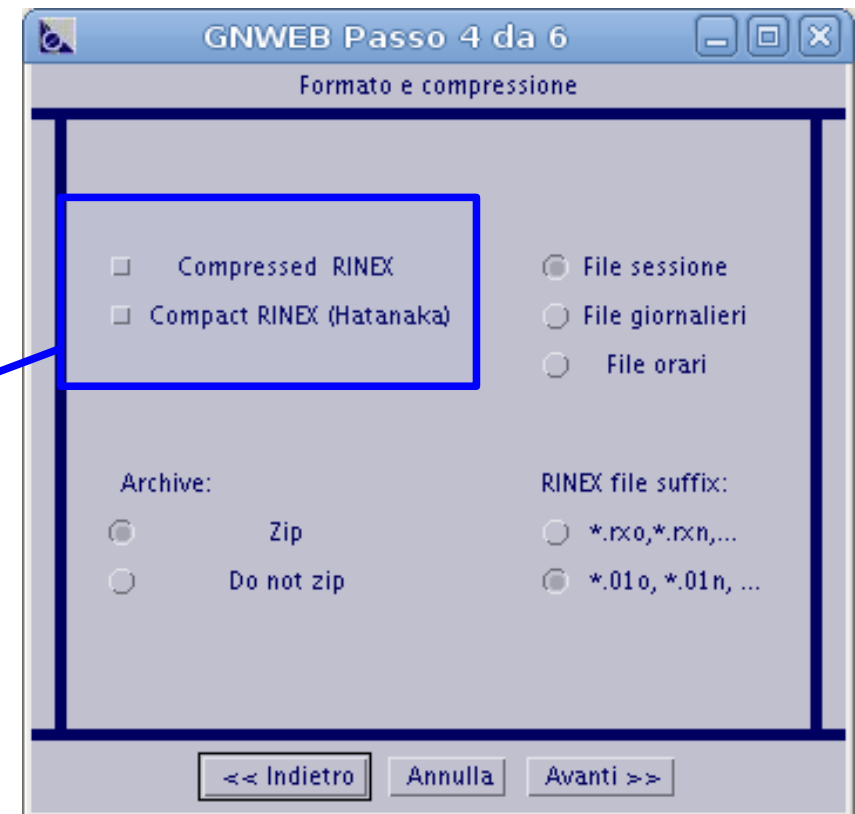 GNWEB Passo 4 da 6
Formato e compressione
Compressed RINEX
Compact RINEX (Hatanaka)
File sessione
File giornalieri
File orari
Archive:
Zip
Do not zip
RINEX file suffix:
*.rxo,*.rxn,...
*.01o, *.01n, ...
<< Indietro
Annulla
Avanti >>